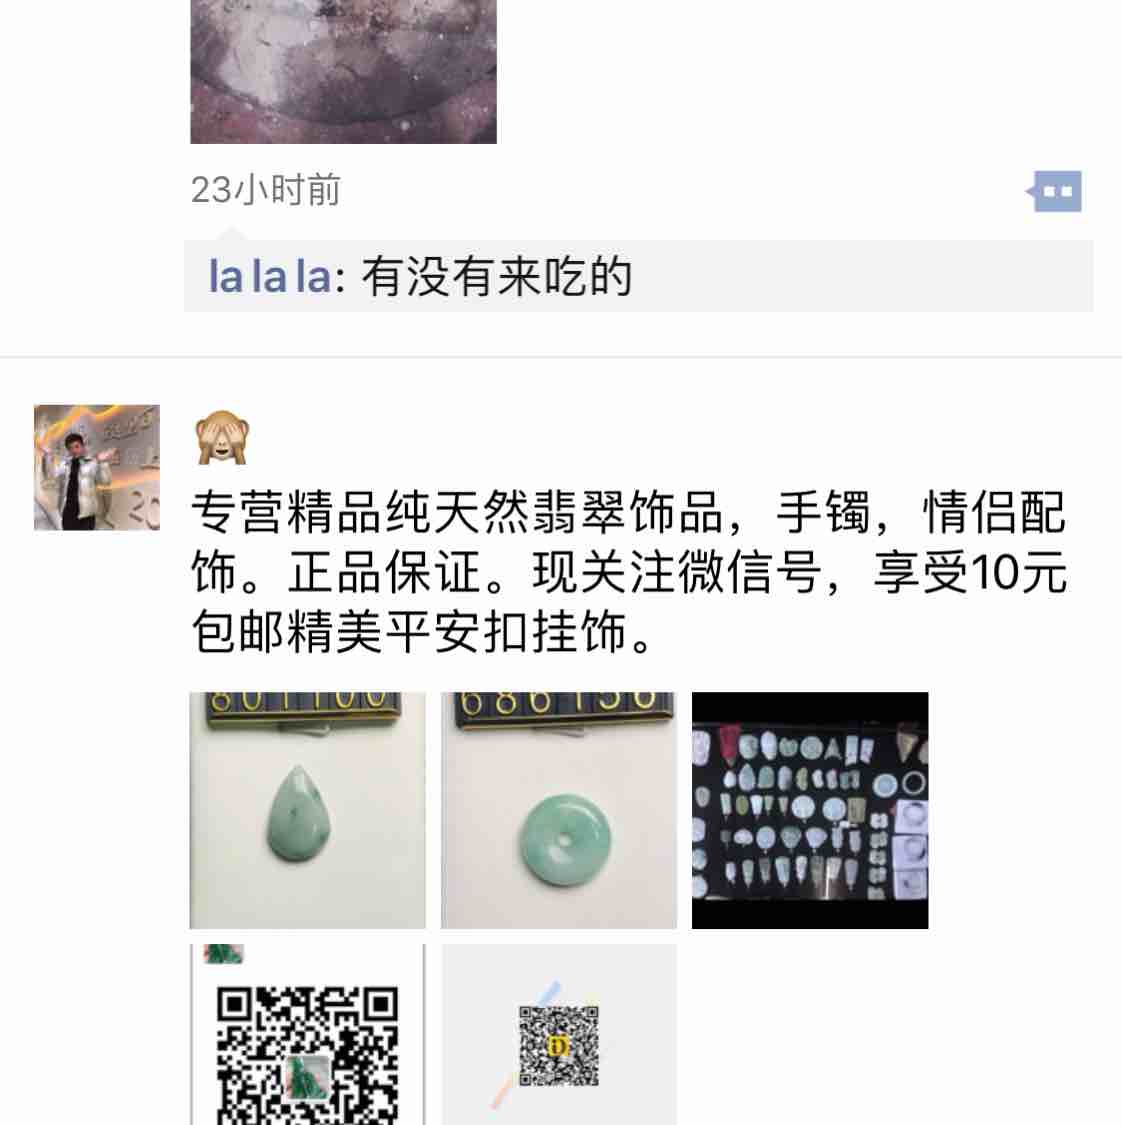 23小时前
la la la: 有没有来吃的
🙈
专营精品纯天然翡翠饰品，手镯，情侣配
饰。正品保证。现关注微信号，享受10元
包邮精美平安扣挂饰。
801100
686156
iD